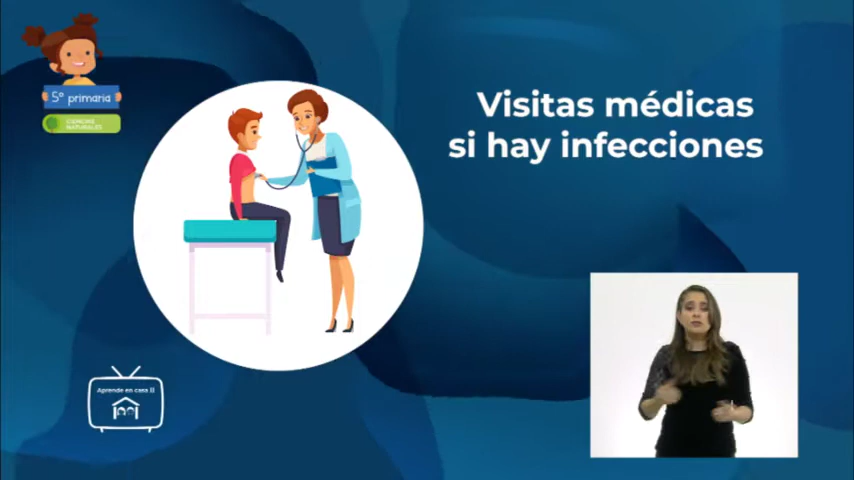 5° primaria
CIENCIAS
NATURALES
Visitas médicas
si hay infecciones
Aprende en casa II